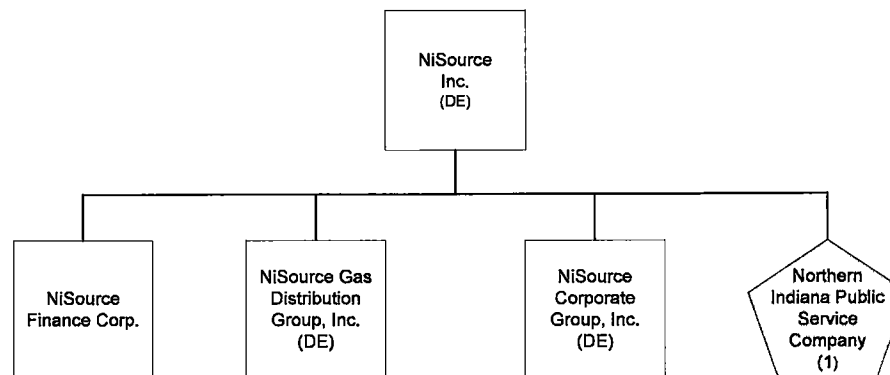 NiSource
Inc.
(DE)
NiSource
Finance Corp.
NiSource Gas
Distribution
Group, Inc.
(DE)
NiSource
Corporate
Group, Inc.
(DE)
Northern
Indiana Public
Service
Company
(1)